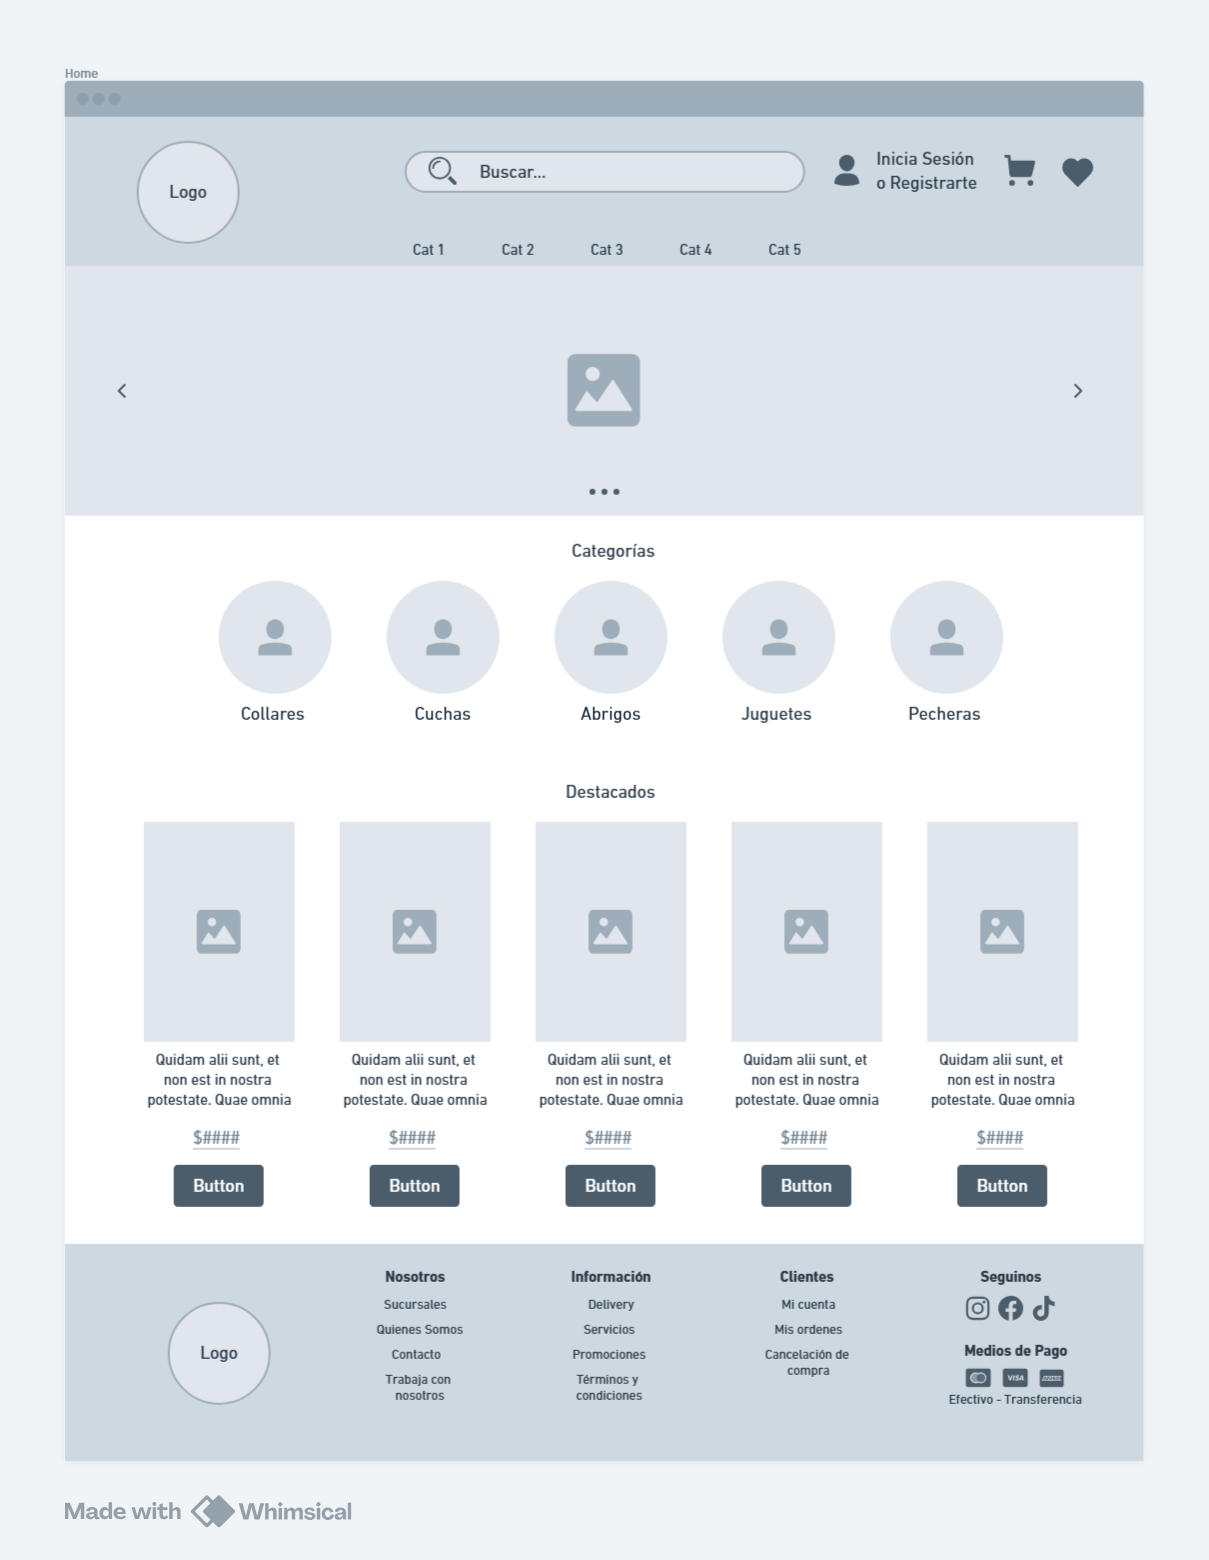 Home
Logo
Buscar...
Inicia Sesión
o Registrarte
Cat 1
Cat 2
Cat 3
Cat 4
Cat 5
Categorías
Collares
Cuchas
Abrigos
Juguetes
Pecheras
Destacados
Quidam alii sunt, et
non est in nostra
potestate. Quae omnia
$####
Button
Quidam alii sunt, et
non est in nostra
potestate. Quae omnia
$####
Button
Quidam alii sunt, et
non est in nostra
potestate. Quae omnia
$####
Button
Quidam alii sunt, et
non est in nostra
potestate. Quae omnia
$####
Button
Quidam alii sunt, et
non est in nostra
potestate. Quae omnia
$####
Button
Logo
Nosotros
Sucursales
Quienes Somos
Contacto
Trabaja con
nosotros
Información
Delivery
Servicios
Promociones
Términos y
condiciones
Clientes
Mi cuenta
Mis ordenes
Cancelación de
compra
Seguinos
Medios de Pago
VISA
Efectivo - Transferencia
Made with Whimsical